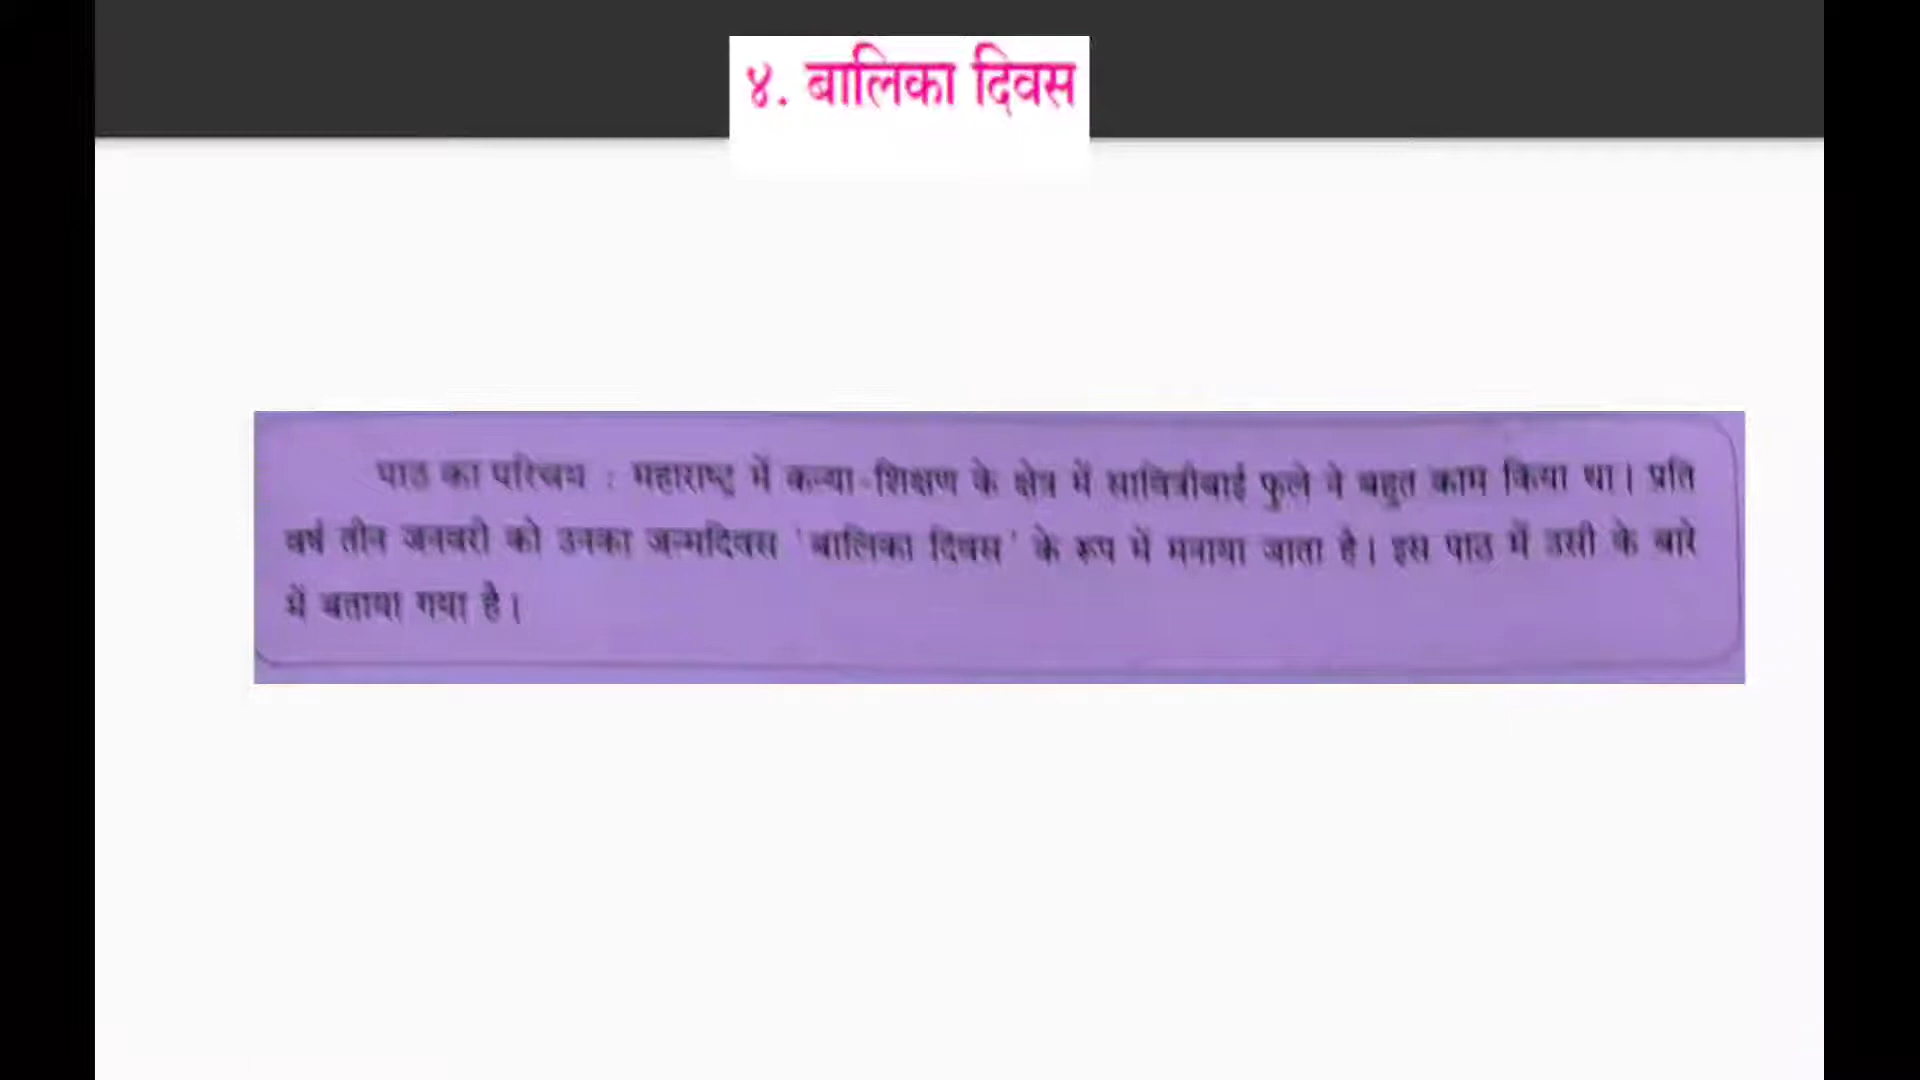 ४. बालिका दिवस
पाठ का परिचय : महाराष्ट्र में कन्या-शिक्षण के क्षेत्र में सावित्रीबाई फुले ने बहुत काम किया था। प्रति
वर्ष तीन जनवरी को उनका जन्मदिवस 'बालिका दिवस' के रूप में मनाया जाता है। इस पाठ में उसी के बारे
में बताया गया है।